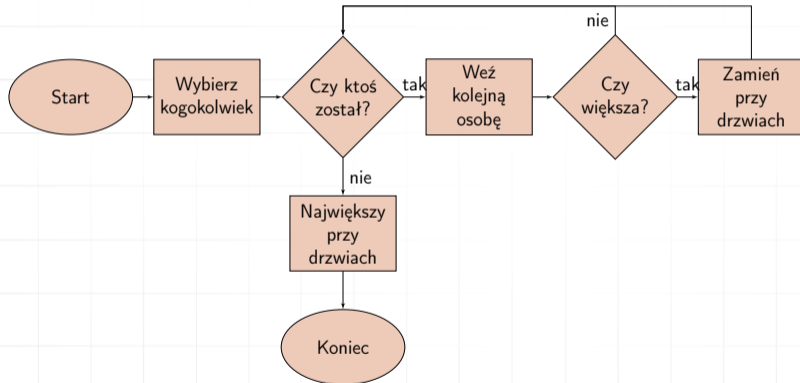 Start
Wybierz
kogokolwiek
Czy ktoś
został?
tak
Weź
kolejną
osobę
Czy
większa?
nie
tak
Zamień
przy
drzwiach
nie
Największy
przy
drzwiach
Koniec